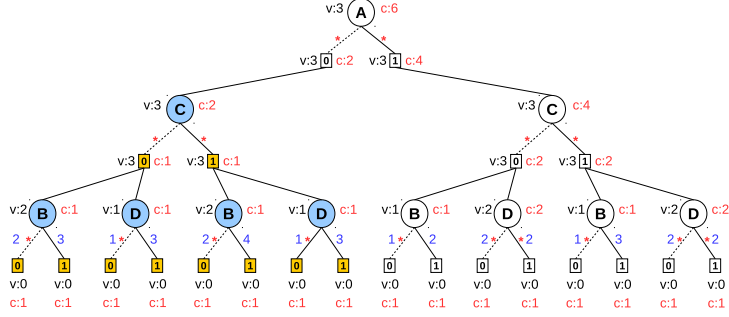 v:3 A c:6
* *
v:3 0 c:2 v:3 1 c:4
v:3 C c:2 v:3 C c:4
* * * *
v:3 0 c:1 v:3 1 c:1 v:3 0 c:2 v:3 1 c:2
v:2 B c:1 v:1 D c:1 v:2 B c:1 v:1 D c:1 v:1 B c:1 v:2 D c:2 v:1 B c:1 v:2 D c:2
2 * 3 1 * 3 2 * 4 1 * 3 1 * 2 2 * * 2 1 * 3 2 * * 2
0 1 0 1 0 1 0 1 0 1 0 1 0 1 0 1
v:0 v:0 v:0 v:0 v:0 v:0 v:0 v:0 v:0 v:0 v:0 v:0 v:0 v:0 v:0 v:0
c:1 c:1 c:1 c:1 c:1 c:1 c:1 c:1 c:1 c:1 c:1 c:1 c:1 c:1 c:1 c:1